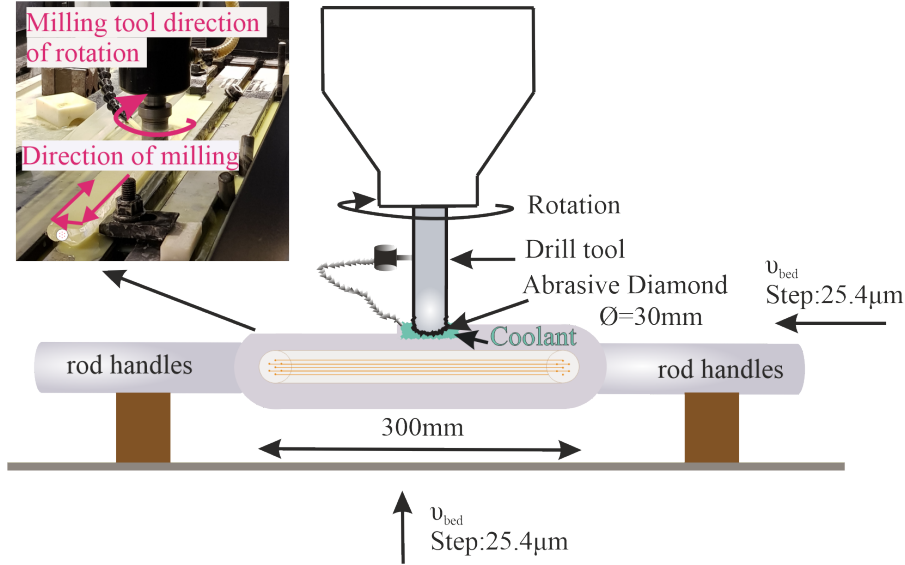 Milling tool direction
of rotation
Direction of milling
Rotation
Drill tool
Abrasive Diamond
Ø=30mm
Coolant
υbed
Step:25.4μm
rod handles
rod handles
300mm
υbed
Step:25.4μm